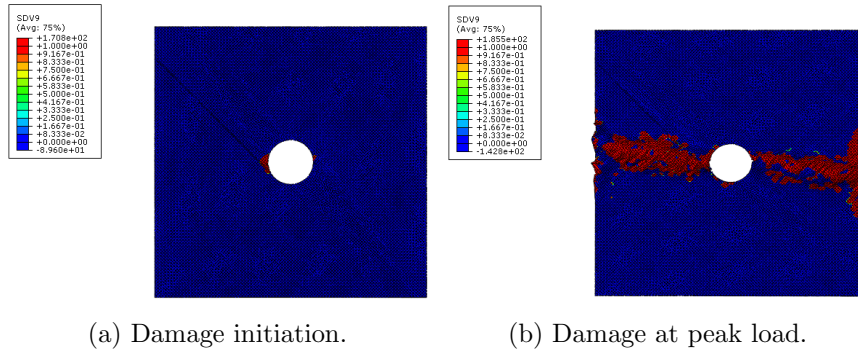 SDV9
(Avg: 75%)
+1.708e+02
+1.000e+00
+9.167e-01
+8.333e-01
+7.500e-01
+6.667e-01
+5.833e-01
+5.000e-01
+4.167e-01
+3.333e-01
+2.500e-01
+1.667e-01
+8.333e-02
+0.000e+00
-8.960e+01
(a) Damage initiation.
SDV9
(Avg: 75%)
+1.855e+02
+1.000e+00
+9.167e-01
+8.333e-01
+7.500e-01
+6.667e-01
+5.833e-01
+5.000e-01
+4.167e-01
+3.333e-01
+2.500e-01
+1.667e-01
+8.333e-02
+0.000e+00
-1.428e+02
(b) Damage at peak load.